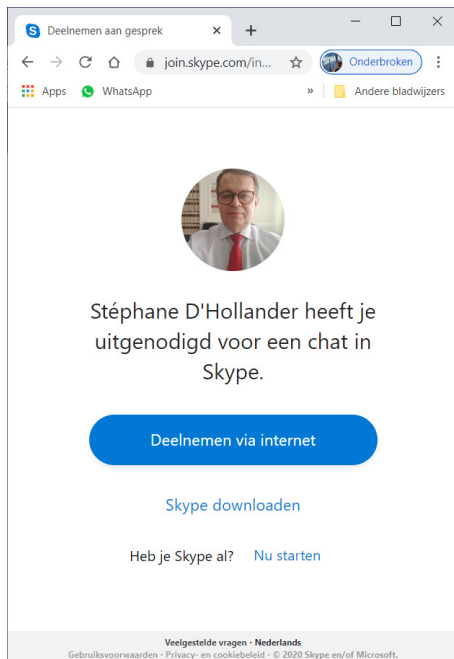 Deelnemen aan gesprek
join.skype.com/in...
Onderbroken
Apps WhatsApp » Andere bladwijzers
Stéphane D'Hollander heeft je
uitgenodigd voor een chat in
Skype.
Deelnemen via internet
Skype downloaden
Heb je Skype al? Nu starten
Veelgestelde vragen · Nederlands
Gebruiksvoorwaarden · Privacy- en cookiebeleid · © 2020 Skype en/of Microsoft.